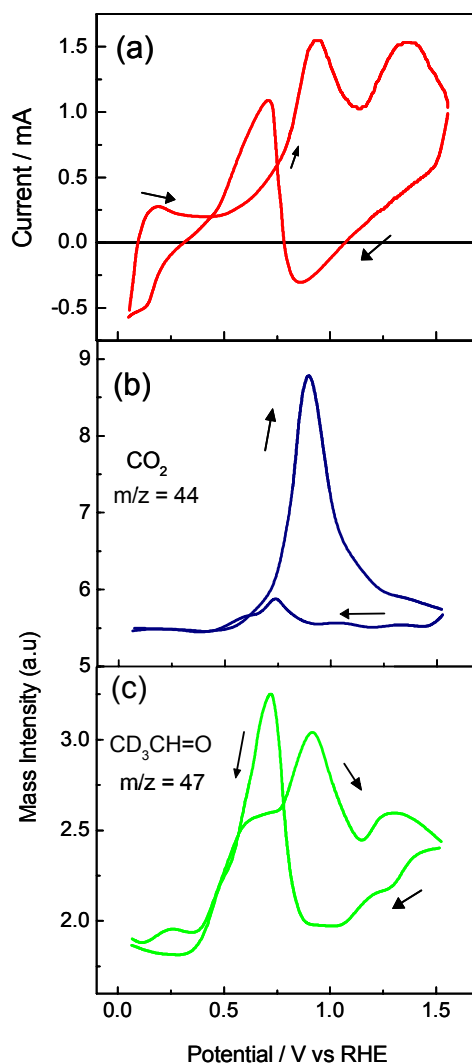 (a)
1.5
1.0
0.5
0.0
-0.5
Current / mA
(b)
9
8
7
6
5
CO2
m/z = 44
(c)
3.0
2.5
2.0
CD3CH=O
m/z = 47
Mass Intensity (a.u)
0.0 0.5 1.0 1.5
Potential / V vs RHE